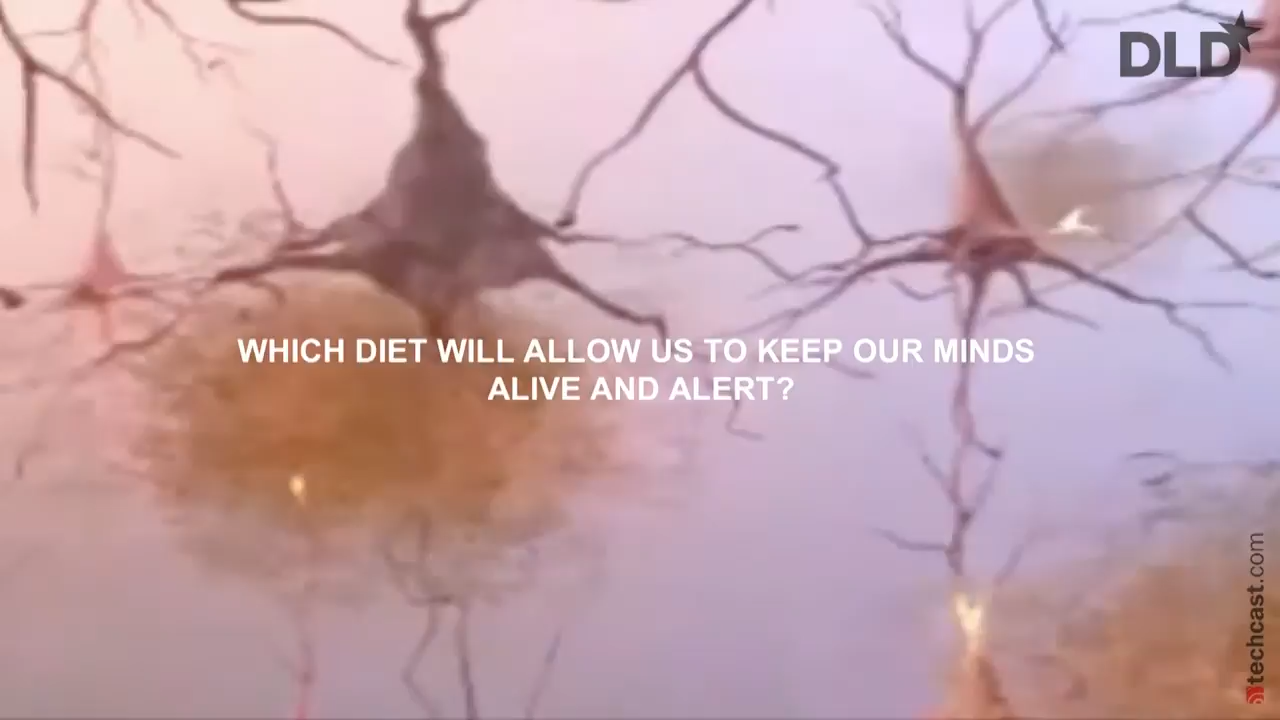 DLD
WHICH DIET WILL ALLOW US TO KEEP OUR MINDS
ALIVE AND ALERT?
techcast.com